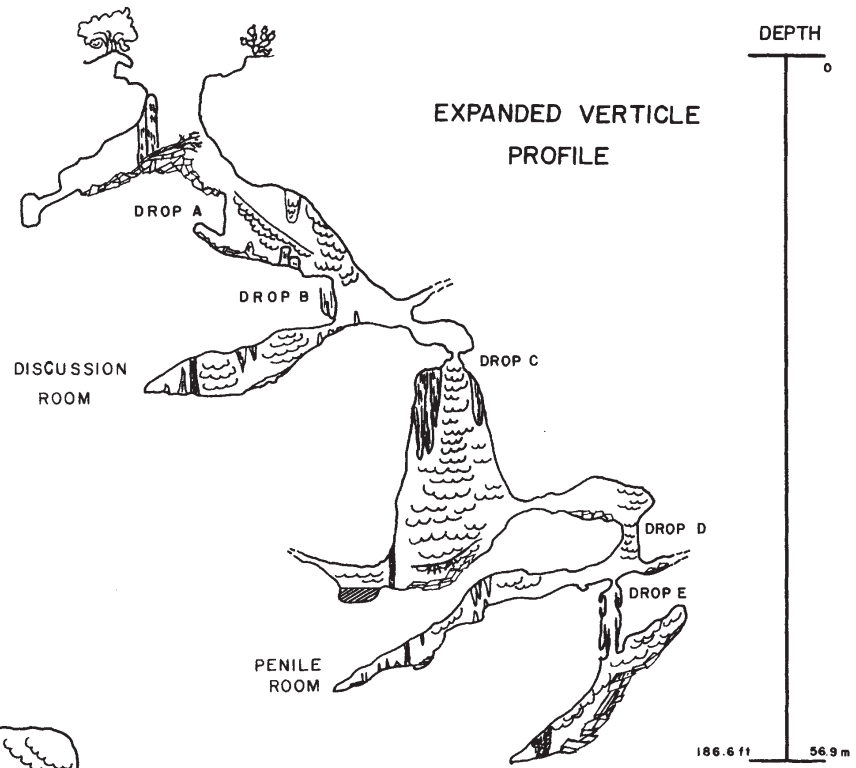 DEPTH
0
EXPANDED VERTICLE
PROFILE
DROP A
DROP B
DISCUSSION
ROOM
DROP C
DROP D
DROP E
PENILE
ROOM
186.6 ft 56.9 m